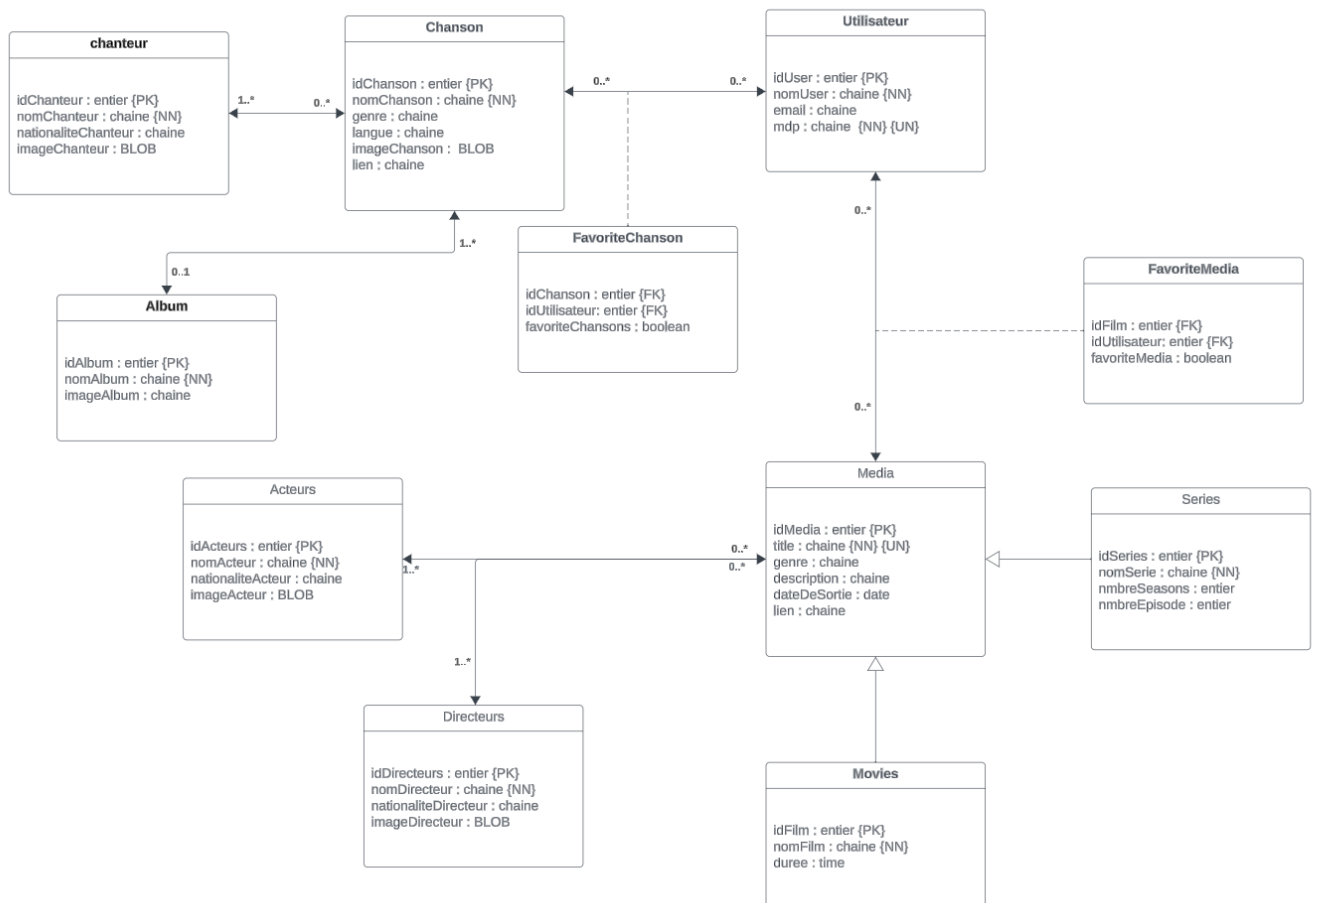 chanteur
idChanteur : entier {PK}
nomChanteur : chaine {NN}
nationaliteChanteur : chaine
imageChanteur : BLOB
1..*
0..*
Chanson
idChanson : entier {PK}
nomChanson : chaine {NN}
genre : chaine
langue : chaine
imageChanson : BLOB
lien : chaine
0..*
0..*
Utilisateur
idUser : entier {PK}
nomUser : chaine {NN}
email : chaine
mdp : chaine {NN} {UN}
1..*
0..1
Album
idAlbum : entier {PK}
nomAlbum : chaine {NN}
imageAlbum : chaine
FavoriteChanson
idChanson : entier {FK}
idUtilisateur: entier {FK}
favoriteChansons : boolean
0..*
0..*
FavoriteMedia
idFilm : entier {FK}
idUtilisateur: entier {FK}
favoriteMedia : boolean
Acteurs
idActeurs : entier {PK}
nomActeur : chaine {NN}
nationaliteActeur : chaine
imageActeur : BLOB
1..*
0..*
0..*
Media
idMedia : entier {PK}
title : chaine {NN} {UN}
genre : chaine
description : chaine
dateDeSortie : date
lien : chaine
Series
idSeries : entier {PK}
nomSerie : chaine {NN}
nmbreSeasons : entier
nmbreEpisode : entier
1..*
Directeurs
idDirecteurs : entier {PK}
nomDirecteur : chaine {NN}
nationaliteDirecteur : chaine
imageDirecteur : BLOB
Movies
idFilm : entier {PK}
nomFilm : chaine {NN}
duree : time